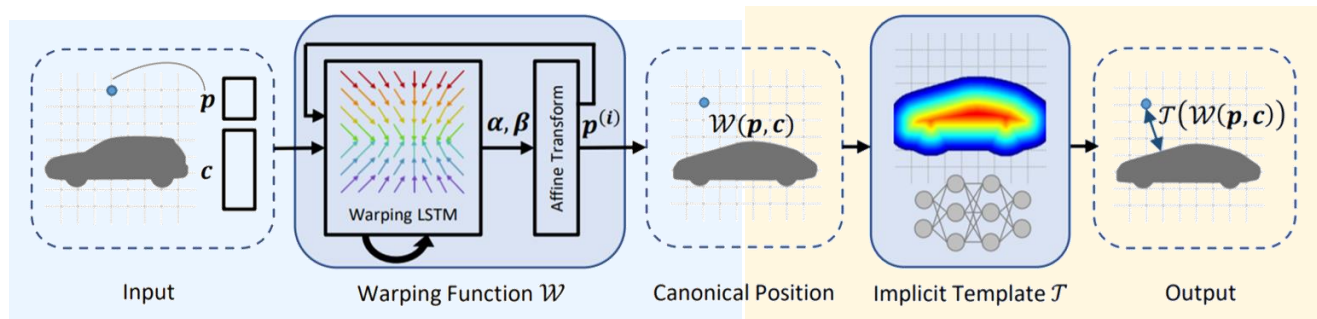 p
c
Warping LSTM
α, β
Affine Transform
p⁽ⁱ⁾
𝒲(p, c)
𝒯(𝒲(p, c))
Input
Warping Function 𝒲
Canonical Position
Implicit Template 𝒯
Output